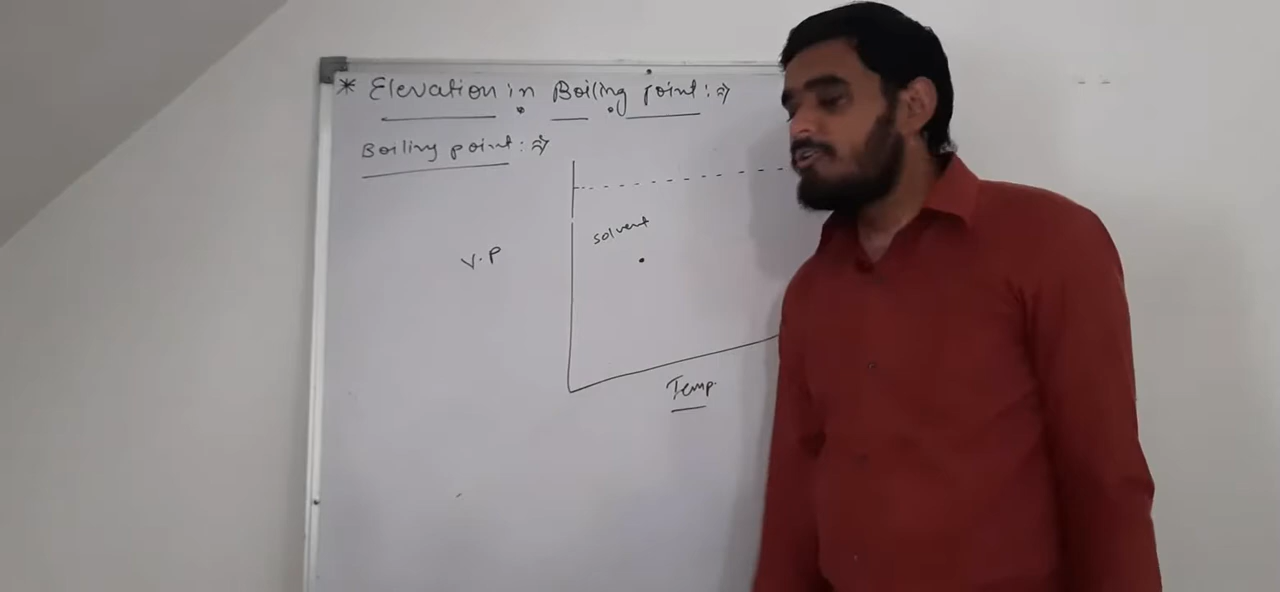 * Elevation in Boiling point :⇒
Boiling point :⇒
solvent
V.P
Temp.